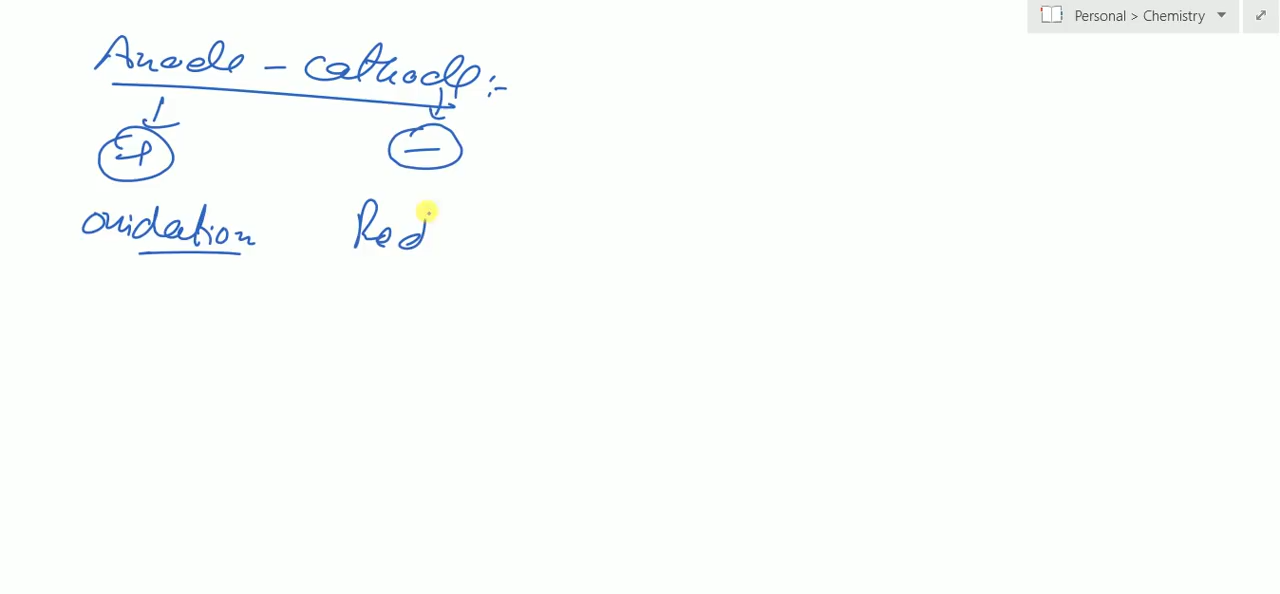 Personal > Chemistry
Anode - Cathode :-
+ -
oxidation Red